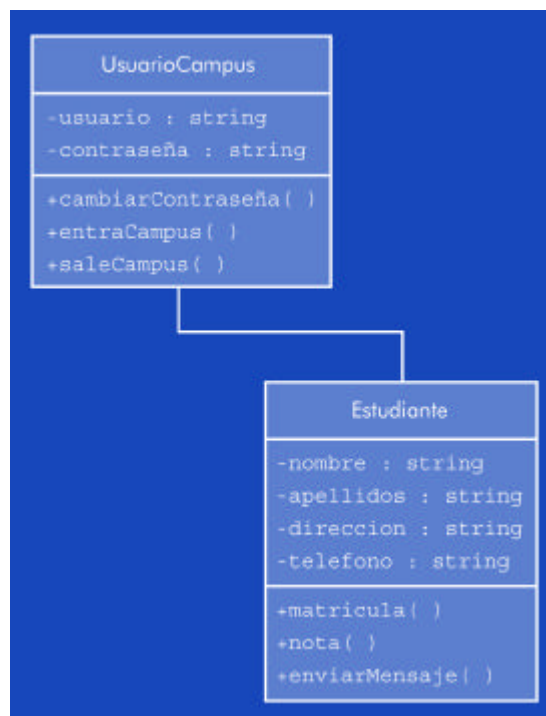 UsuarioCampus
-usuario : string
-contraseña : string
+cambiarContraseña( )
+entraCampus( )
+saleCampus( )
Estudiante
-nombre : string
-apellidos : string
-direccion : string
-telefono : string
+matricula( )
+nota( )
+enviarMensaje( )